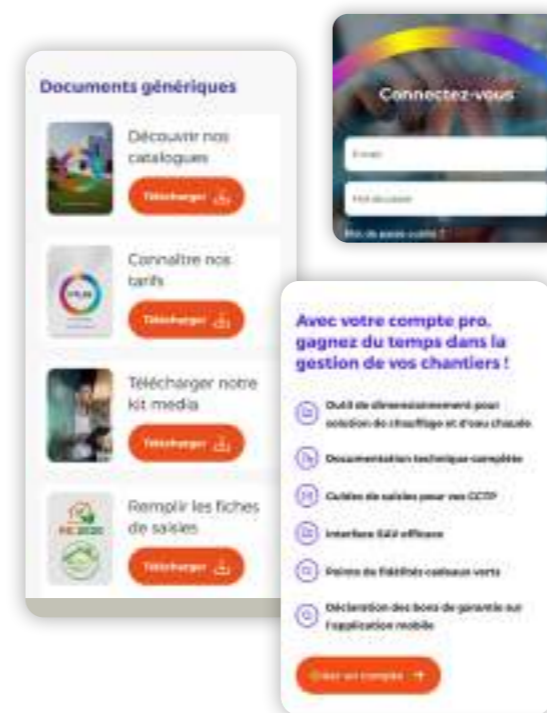 Documents génériques
Découvrir nos
catalogues
Télécharger
Connaître nos
tarifs
Télécharger
Télécharger notre
kit media
Télécharger
RE 2020
Remplir les fiches
de saisies
Télécharger
Connectez-vous
E-mail
Mot de passe
Mot de passe oublié ?
Avec votre compte pro,
gagnez du temps dans la
gestion de vos chantiers !
Outil de dimensionnement pour
solution de chauffage et d'eau chaude
Documentation technique complète
Guides de saisies pour vos CCTP
Interface SAV efficace
Points de fidélités cadeaux verts
Déclaration des bons de garantie sur
l'application mobile
Créer un compte